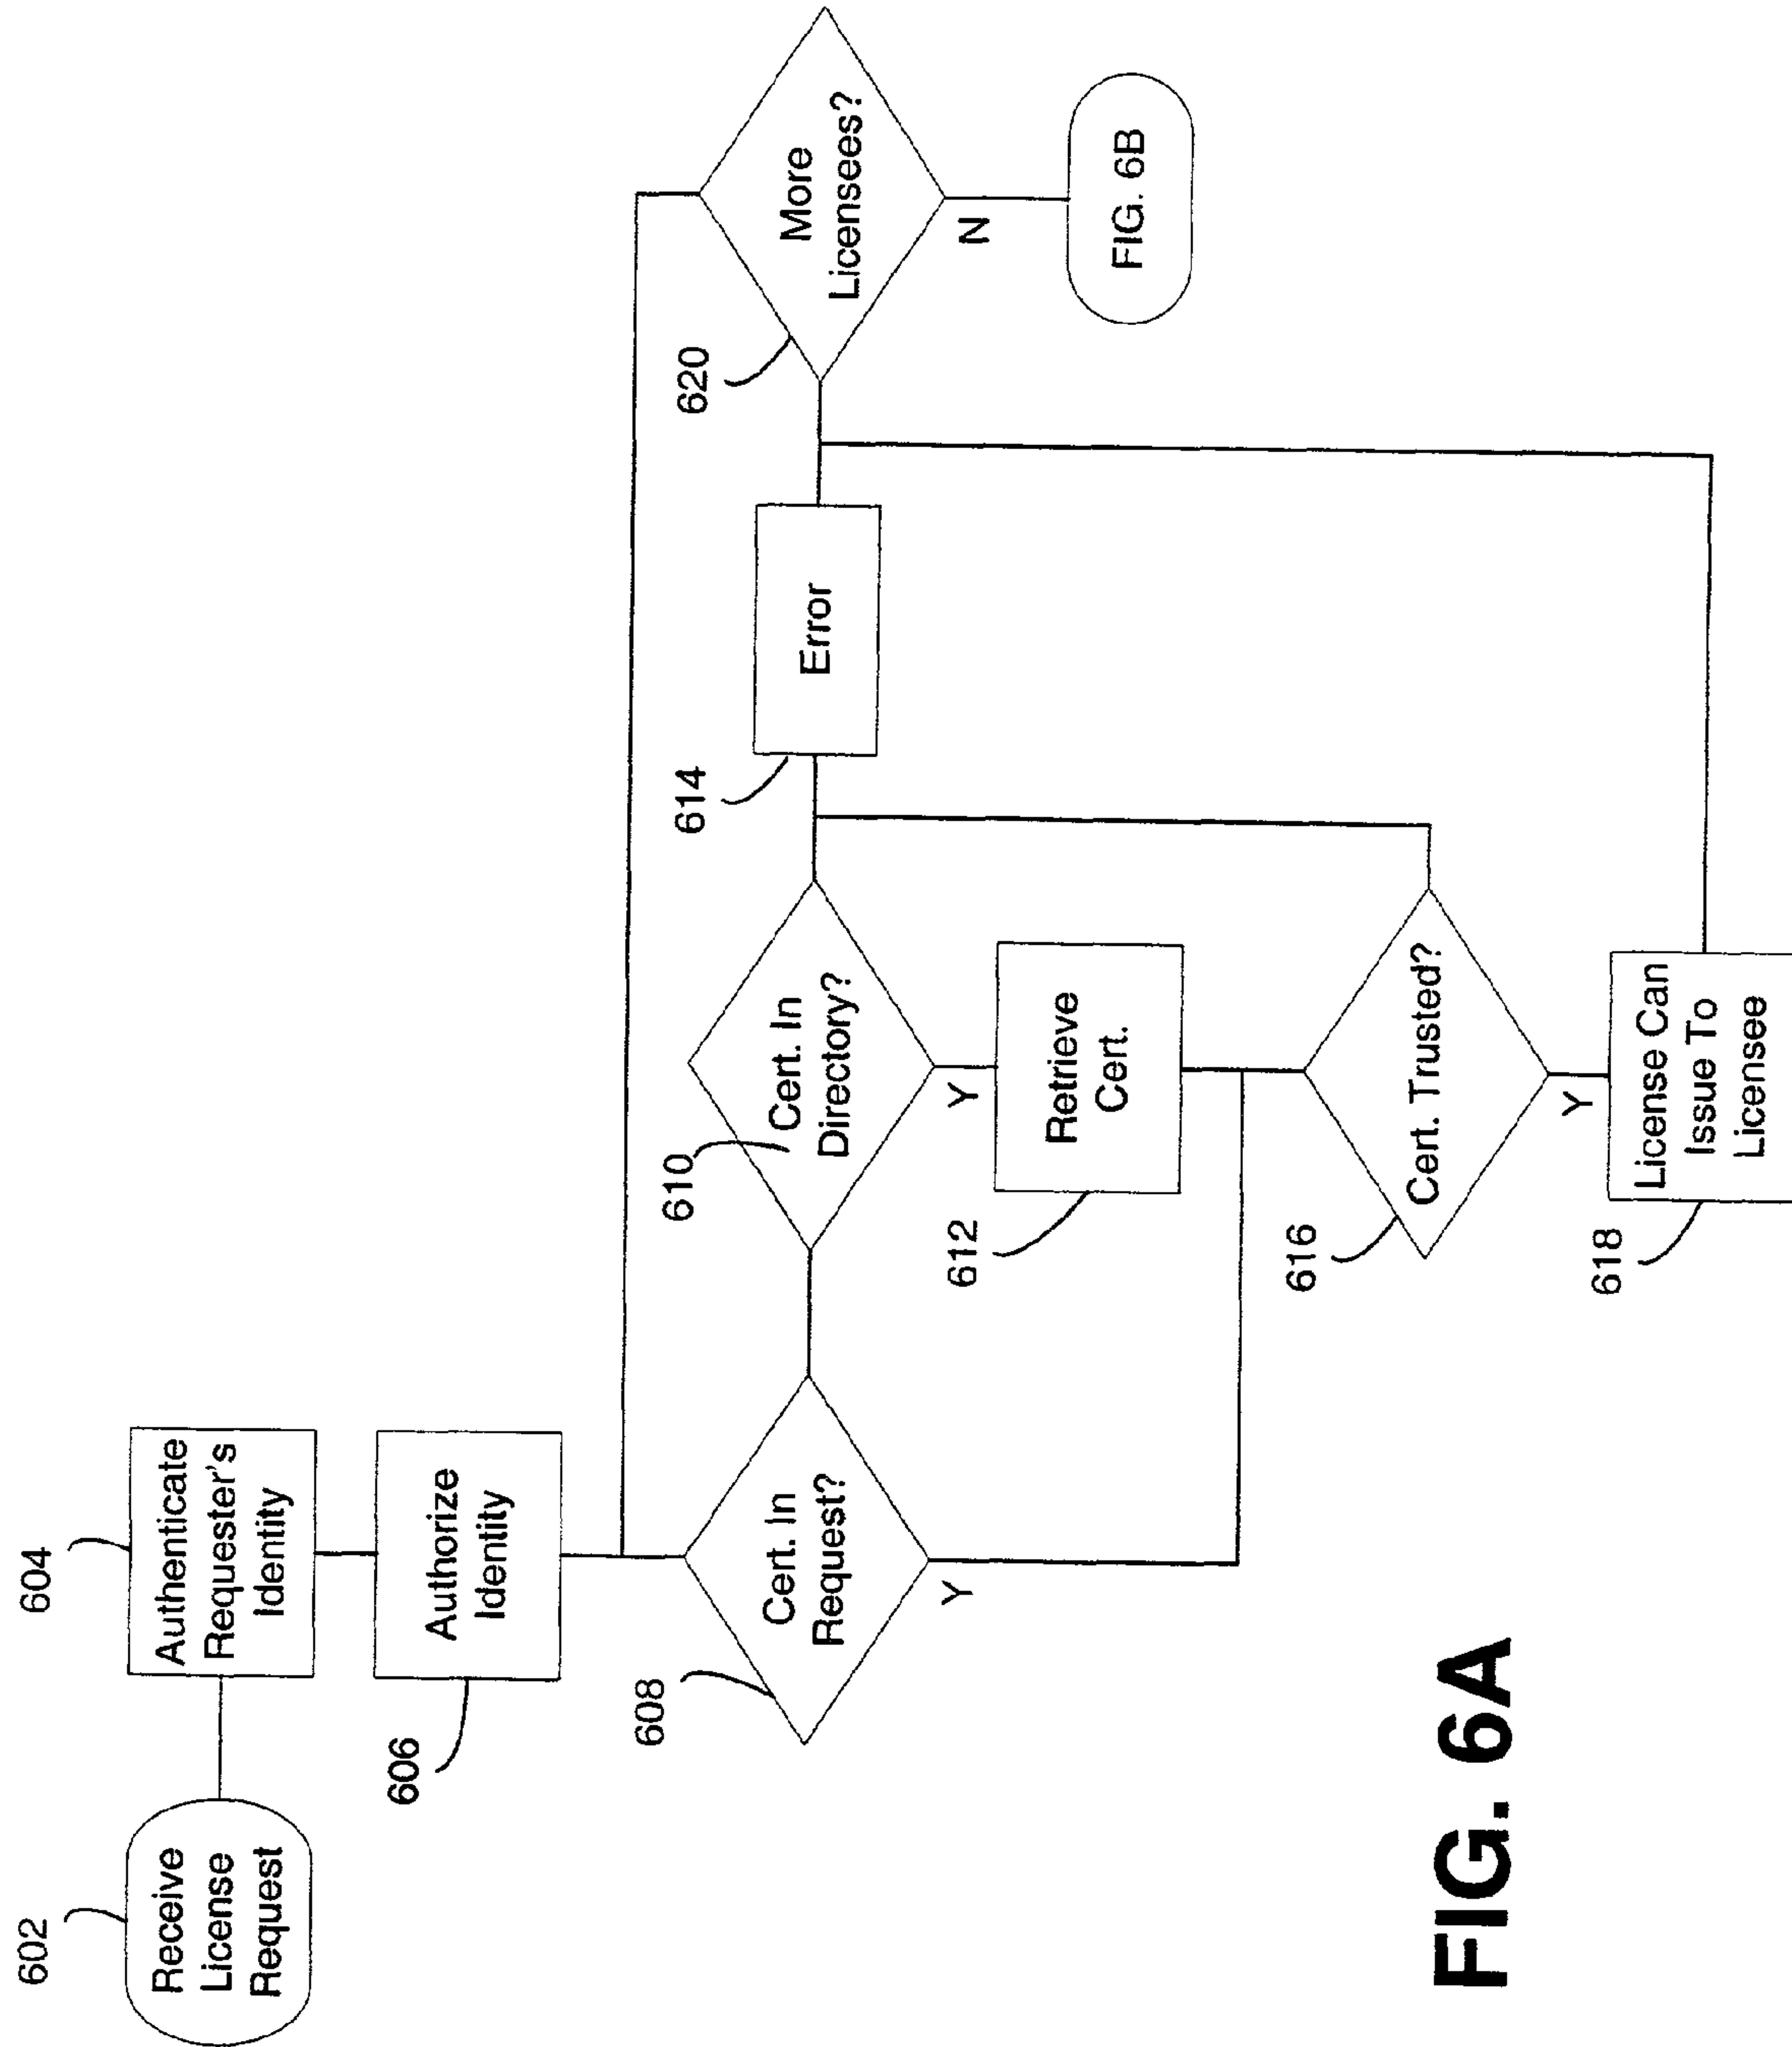 602
Receive
License
Request
604
Authenticate
Requester's
Identity
606
Authorize
Identity
608
Cert. In
Request?
Y
610
Cert. In
Directory?
Y
612
Retrieve
Cert.
614
Error
616
Cert. Trusted?
Y
618
License Can
Issue To
Licensee
620
More
Licensees?
N
FIG. 6B
FIG. 6A